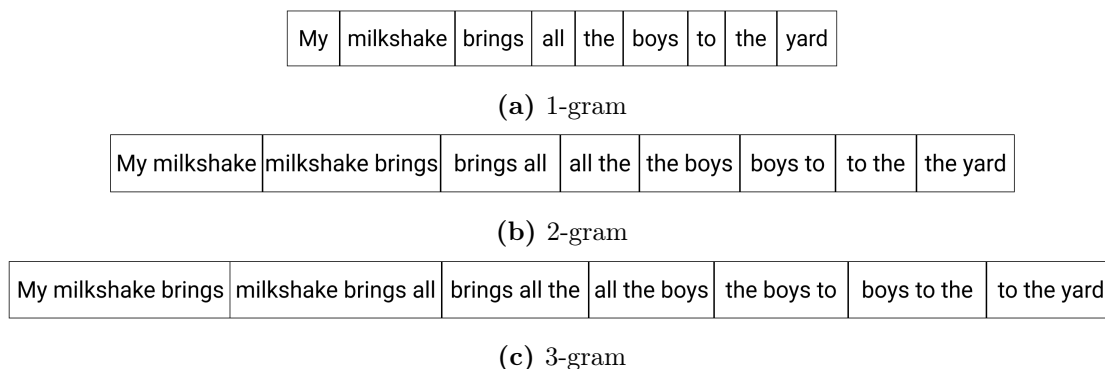 My milkshake brings all the boys to the yard
(a) 1-gram
My milkshake milkshake brings brings all all the the boys boys to to the the yard
(b) 2-gram
My milkshake brings milkshake brings all brings all the all the boys the boys to boys to the to the yard
(c) 3-gram